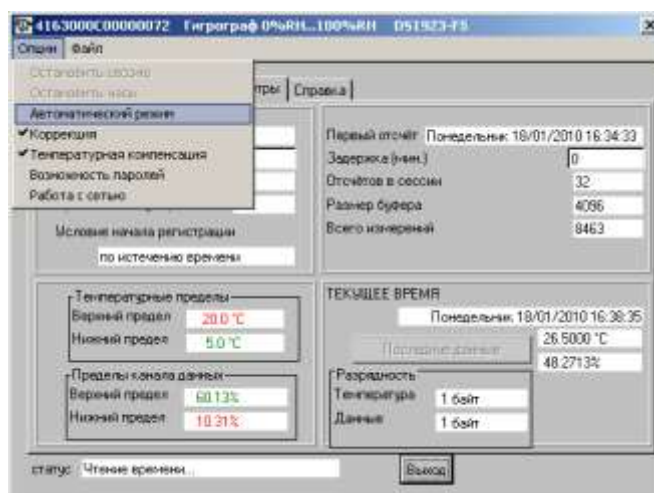 4163000C00000072 Гигрограф 0%RH...100%RH DS1923-F5
Опции Файл
Остановить сессию
Остановить часы
Автоматический режим
Коррекция
Температурная компенсация
Возможность паролей
Работа с сетью
тры Справка
Условие начала регистрации
по истечению времени
Первый отсчёт Понедельник 18/01/2010 16:34:33
Задержка (мин.) 0
Отсчётов в сессии 32
Размер буфера 4096
Всего измерений 8463
Температурные пределы
Верхний предел 20.0 °C
Нижний предел 5.0 °C
Пределы канала данных
Верхний предел 60.13%
Нижний предел 10.31%
ТЕКУЩЕЕ ВРЕМЯ
Понедельник 18/01/2010 16:38:35
Последние данные 26.5000 °C
48.2713%
Разрядность
Температура 1 байт
Данные 1 байт
статус Чтение времени...
Выход